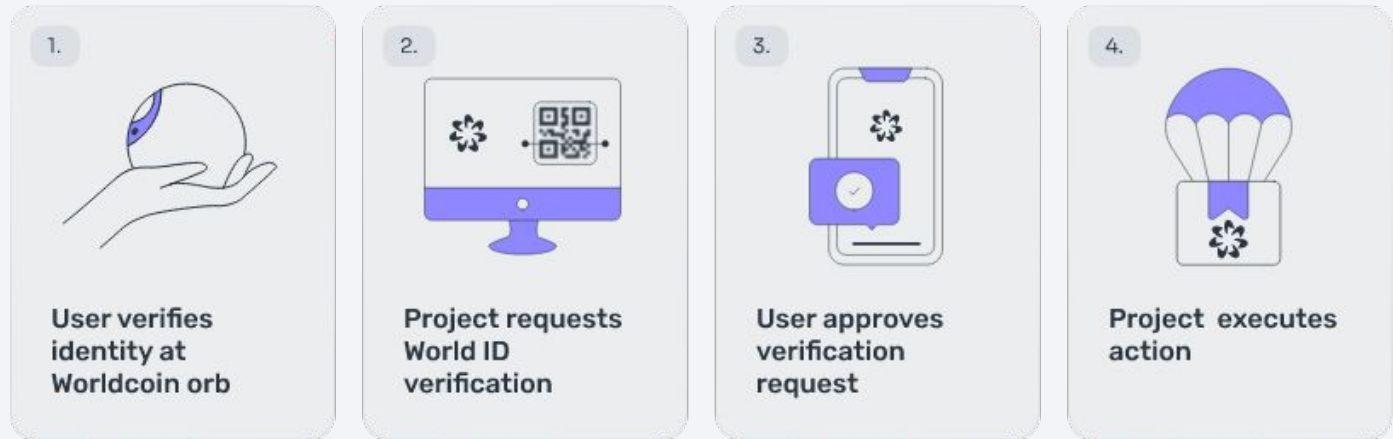 1.
User verifies
identity at
Worldcoin orb
2.
Project requests
World ID
verification
3.
User approves
verification
request
4.
Project executes
action